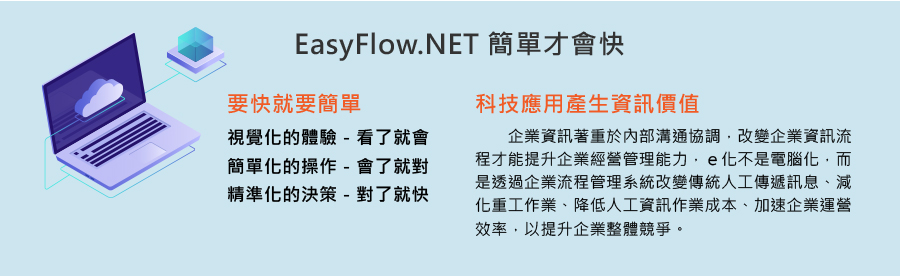 EasyFlow.NET 簡單才會快
要快就要簡單
視覺化的體驗 - 看了就會
簡單化的操作 - 會了就對
精準化的決策 - 對了就快
科技應用產生資訊價值
企業資訊著重於內部溝通協調，改變企業資訊流
程才能提升企業經營管理能力，e化不是電腦化，而
是透過企業流程管理系統改變傳統人工傳遞訊息、減
化重工作業、降低人工資訊作業成本、加速企業運營
效率，以提升企業整體競爭。